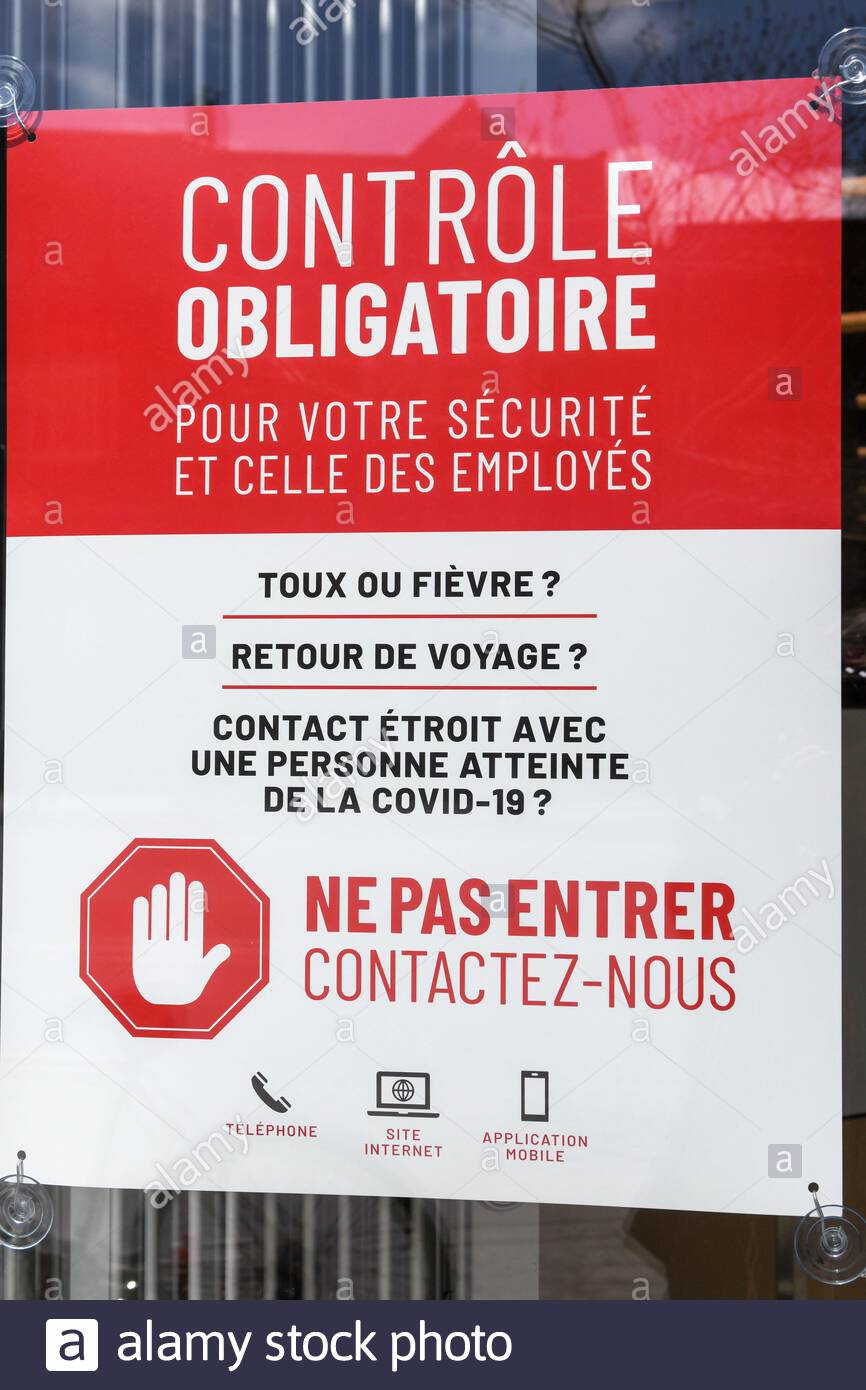 CONTRÔLE
OBLIGATOIRE
POUR VOTRE SÉCURITÉ
ET CELLE DES EMPLOYÉS
TOUX OU FIÈVRE ?
RETOUR DE VOYAGE ?
CONTACT ÉTROIT AVEC
UNE PERSONNE ATTEINTE
DE LA COVID-19 ?
NE PAS ENTRER
CONTACTEZ-NOUS
TÉLÉPHONE
SITE
INTERNET
APPLICATION
MOBILE
a alamy stock photo